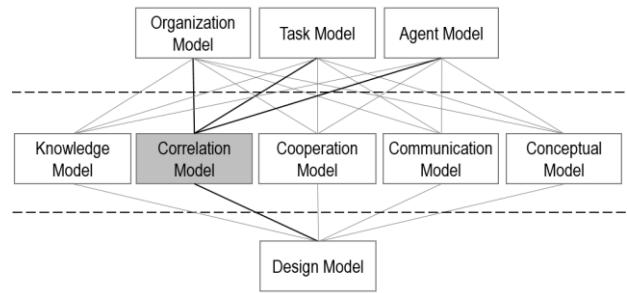 Organization
Model
Task Model
Agent Model
Knowledge
Model
Correlation
Model
Cooperation
Model
Communication
Model
Conceptual
Model
Design Model